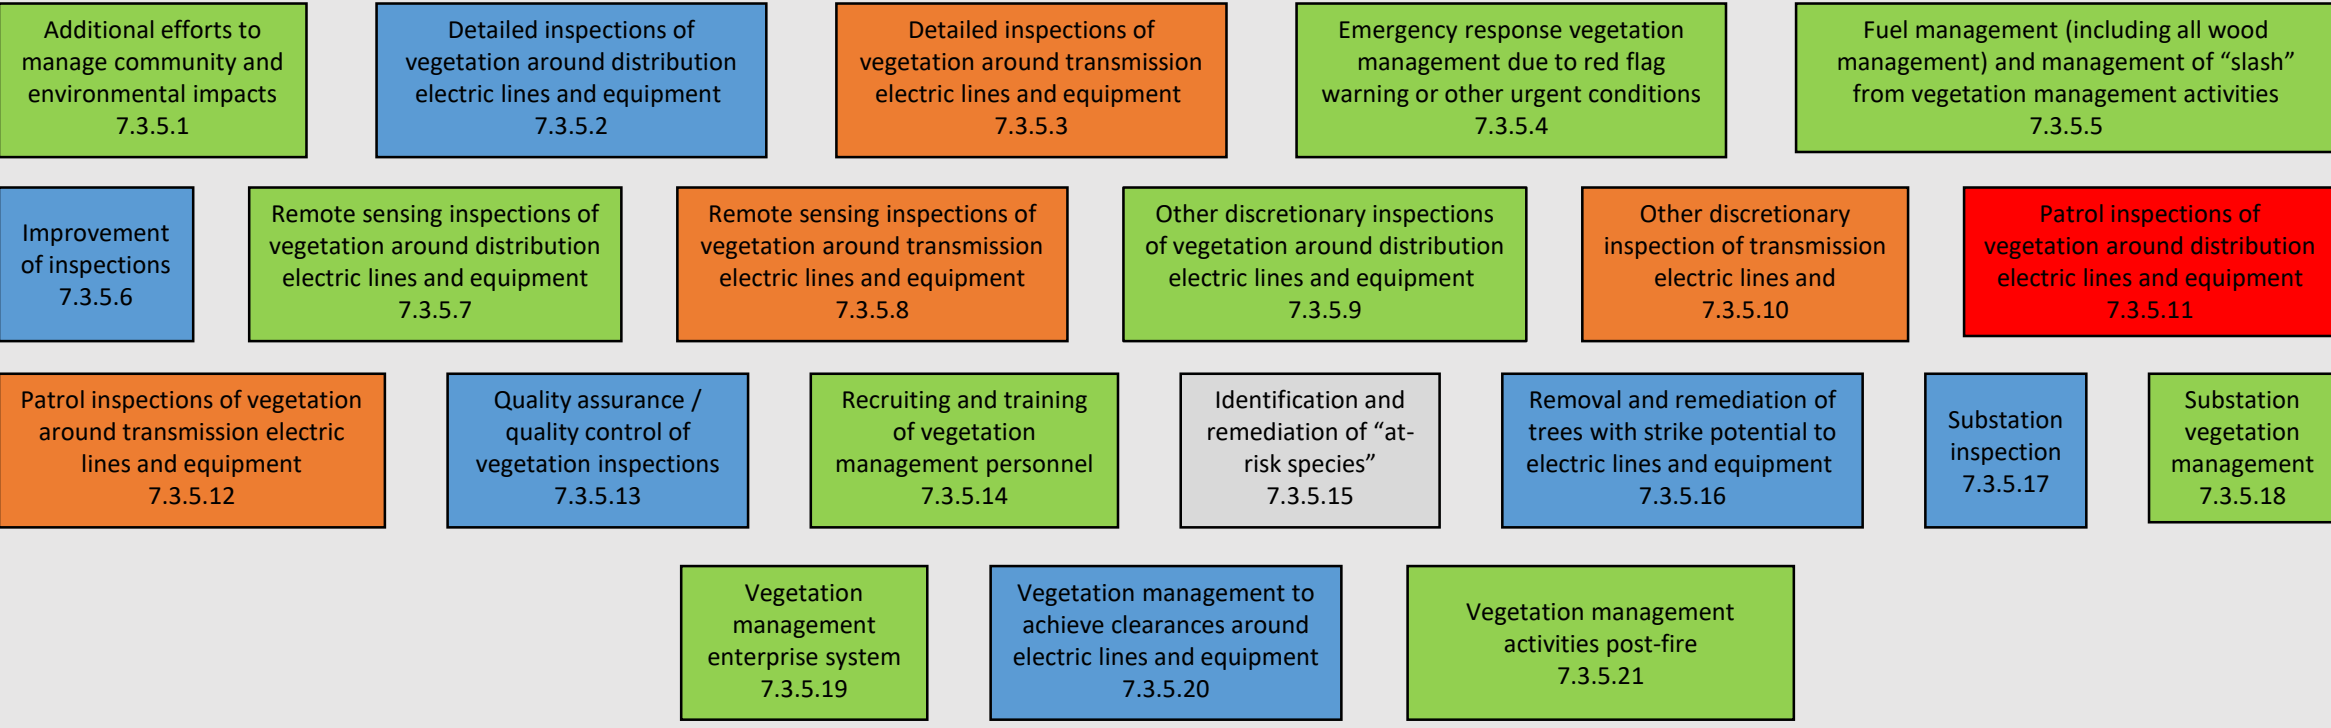 Additional efforts to
manage community and
environmental impacts
7.3.5.1
Detailed inspections of
vegetation around distribution
electric lines and equipment
7.3.5.2
Detailed inspections of
vegetation around transmission
electric lines and equipment
7.3.5.3
Emergency response vegetation
management due to red flag
warning or other urgent conditions
7.3.5.4
Fuel management (including all wood
management) and management of “slash”
from vegetation management activities
7.3.5.5
Improvement
of inspections
7.3.5.6
Remote sensing inspections of
vegetation around distribution
electric lines and equipment
7.3.5.7
Remote sensing inspections of
vegetation around transmission
electric lines and equipment
7.3.5.8
Other discretionary inspections
of vegetation around distribution
electric lines and equipment
7.3.5.9
Other discretionary
inspection of transmission
electric lines and
7.3.5.10
Patrol inspections of
vegetation around distribution
electric lines and equipment
7.3.5.11
Patrol inspections of vegetation
around transmission electric
lines and equipment
7.3.5.12
Quality assurance /
quality control of
vegetation inspections
7.3.5.13
Recruiting and training
of vegetation
management personnel
7.3.5.14
Identification and
remediation of “at-
risk species”
7.3.5.15
Removal and remediation of
trees with strike potential to
electric lines and equipment
7.3.5.16
Substation
inspection
7.3.5.17
Substation
vegetation
management
7.3.5.18
Vegetation
management
enterprise system
7.3.5.19
Vegetation management to
achieve clearances around
electric lines and equipment
7.3.5.20
Vegetation management
activities post-fire
7.3.5.21